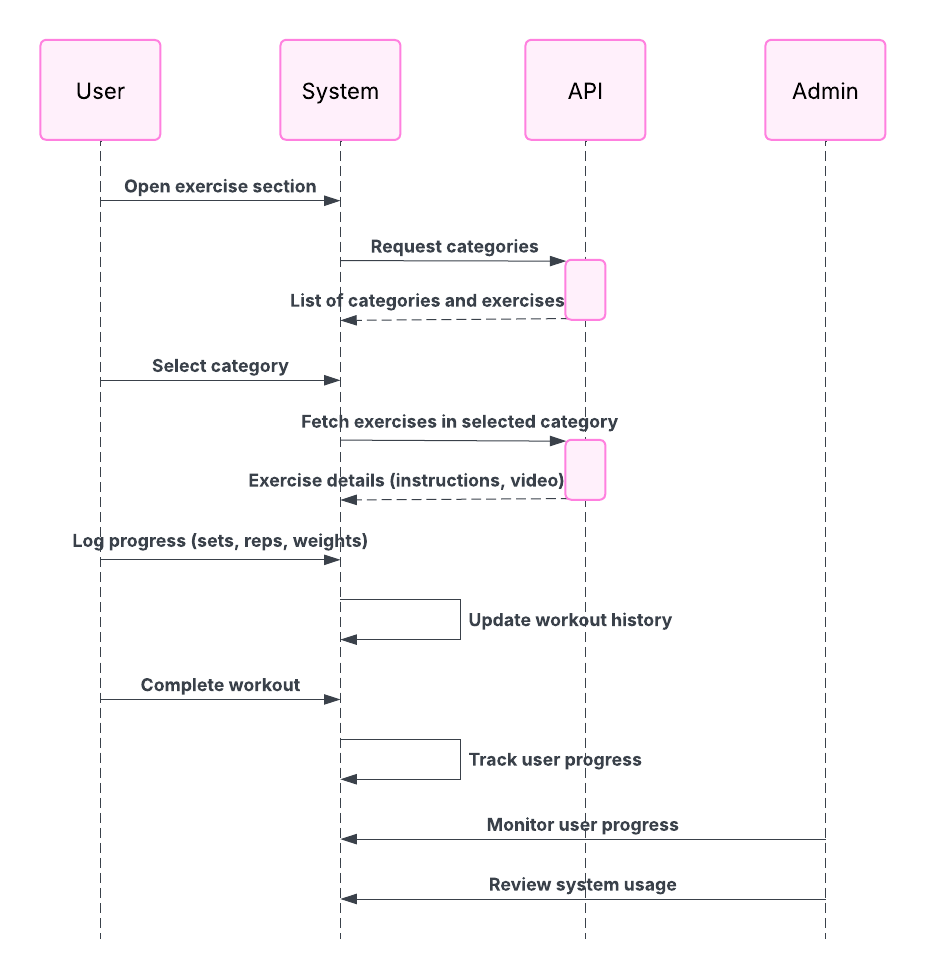 User
System
API
Admin
Open exercise section
Request categories
List of categories and exercises
Select category
Fetch exercises in selected category
Exercise details (instructions, video)
Log progress (sets, reps, weights)
Update workout history
Complete workout
Track user progress
Monitor user progress
Review system usage